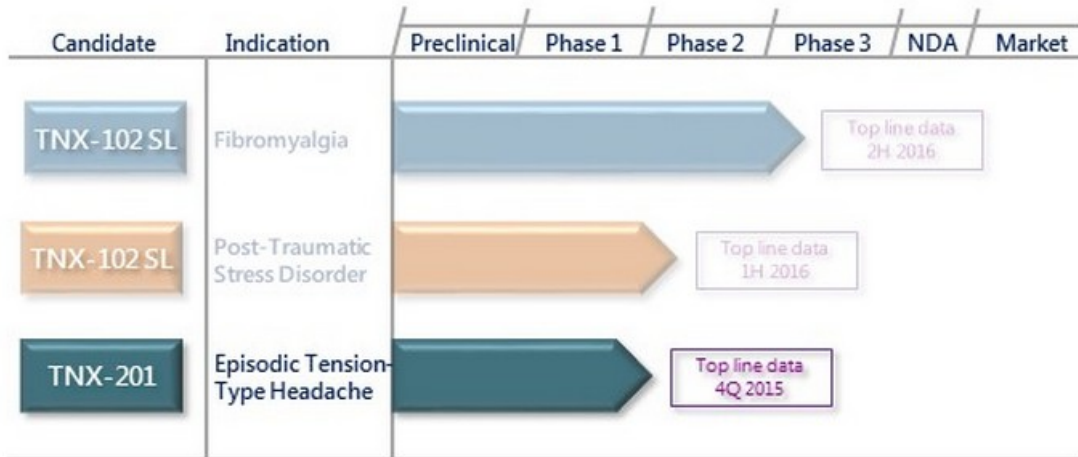 Candidate Indication Preclinical Phase 1 Phase 2 Phase 3 NDA Market
TNX-102 SL
Fibromyalgia
Top line data
2H 2016
TNX-102 SL
Post-Traumatic
Stress Disorder
Top line data
1H 2016
TNX-201
Episodic Tension-
Type Headache
Top line data
4Q 2015